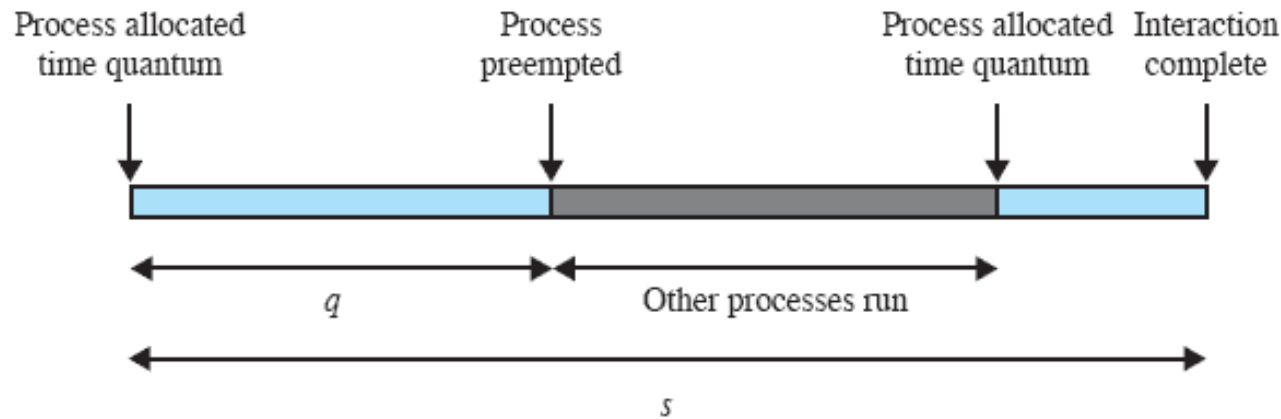 Process allocated
time quantum
Process
preempted
Process allocated
time quantum
Interaction
complete
q
Other processes run
s